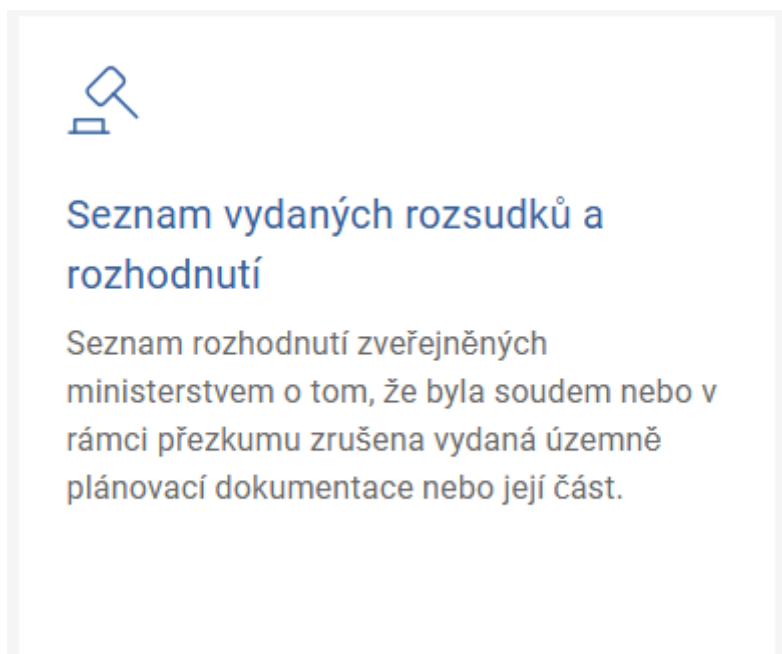 Seznam vydaných rozsudků a
rozhodnutí
Seznam rozhodnutí zveřejněných
ministerstvem o tom, že byla soudem nebo v
rámci přezkumu zrušena vydaná územně
plánovací dokumentace nebo její část.